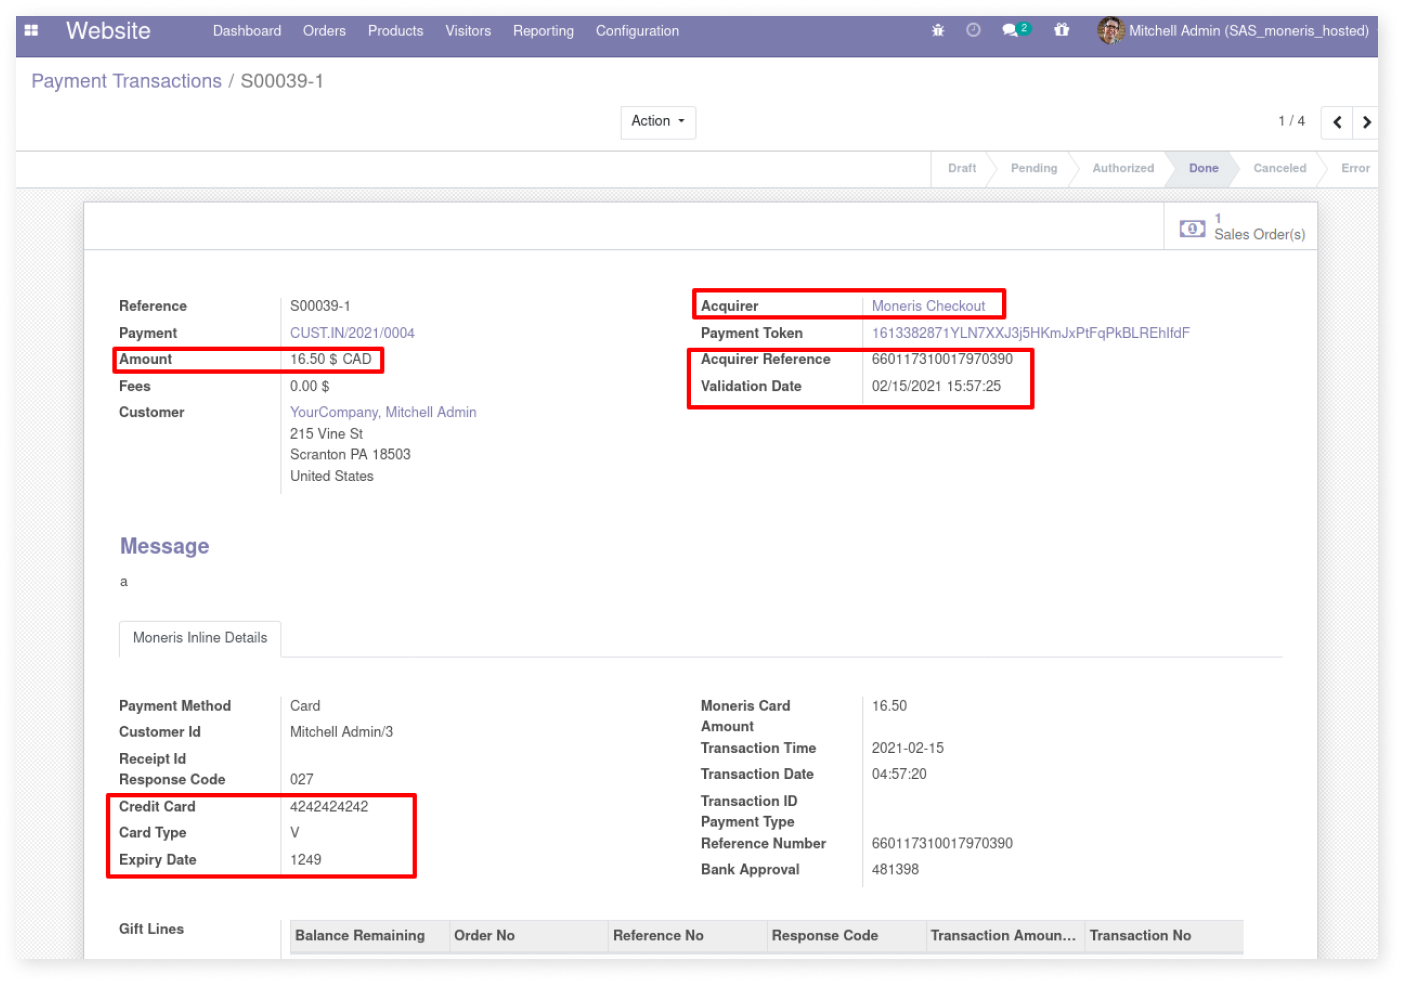 Website Dashboard Orders Products Visitors Reporting Configuration 2 Mitchell Admin (SAS_moneris_hosted)
Payment Transactions / S00039-1
Action 1 / 4
Draft Pending Authorized Done Canceled Error
1
Sales Order(s)
Reference S00039-1
Payment CUST.IN/2021/0004
Amount 16.50 $ CAD
Fees 0.00 $
Customer YourCompany, Mitchell Admin
215 Vine St
Scranton PA 18503
United States
Acquirer Moneris Checkout
Payment Token 1613382871YLN7XXJ3j5HKmJxPtFqPkBLREhlfdF
Acquirer Reference 660117310017970390
Validation Date 02/15/2021 15:57:25
Message
a
Moneris Inline Details
Payment Method Card
Customer Id Mitchell Admin/3
Receipt Id
Response Code 027
Credit Card 4242424242
Card Type V
Expiry Date 1249
Moneris Card 16.50
Amount
Transaction Time 2021-02-15
Transaction Date 04:57:20
Transaction ID
Payment Type
Reference Number 660117310017970390
Bank Approval 481398
Gift Lines
Balance Remaining Order No Reference No Response Code Transaction Amoun... Transaction No